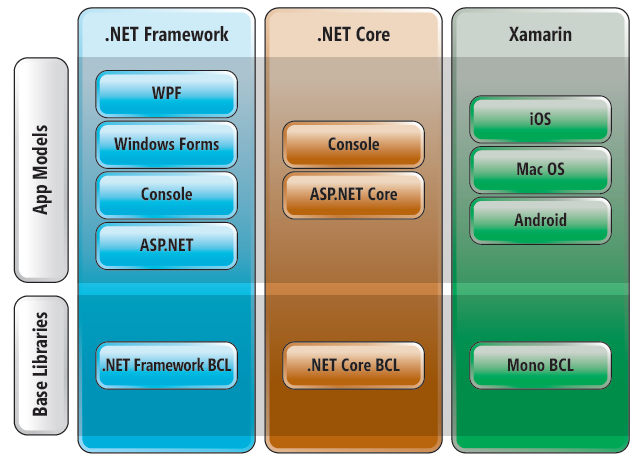 .NET Framework
.NET Core
Xamarin
App Models
WPF
Windows Forms
Console
ASP.NET
Console
ASP.NET Core
iOS
Mac OS
Android
Base Libraries
.NET Framework BCL
.NET Core BCL
Mono BCL